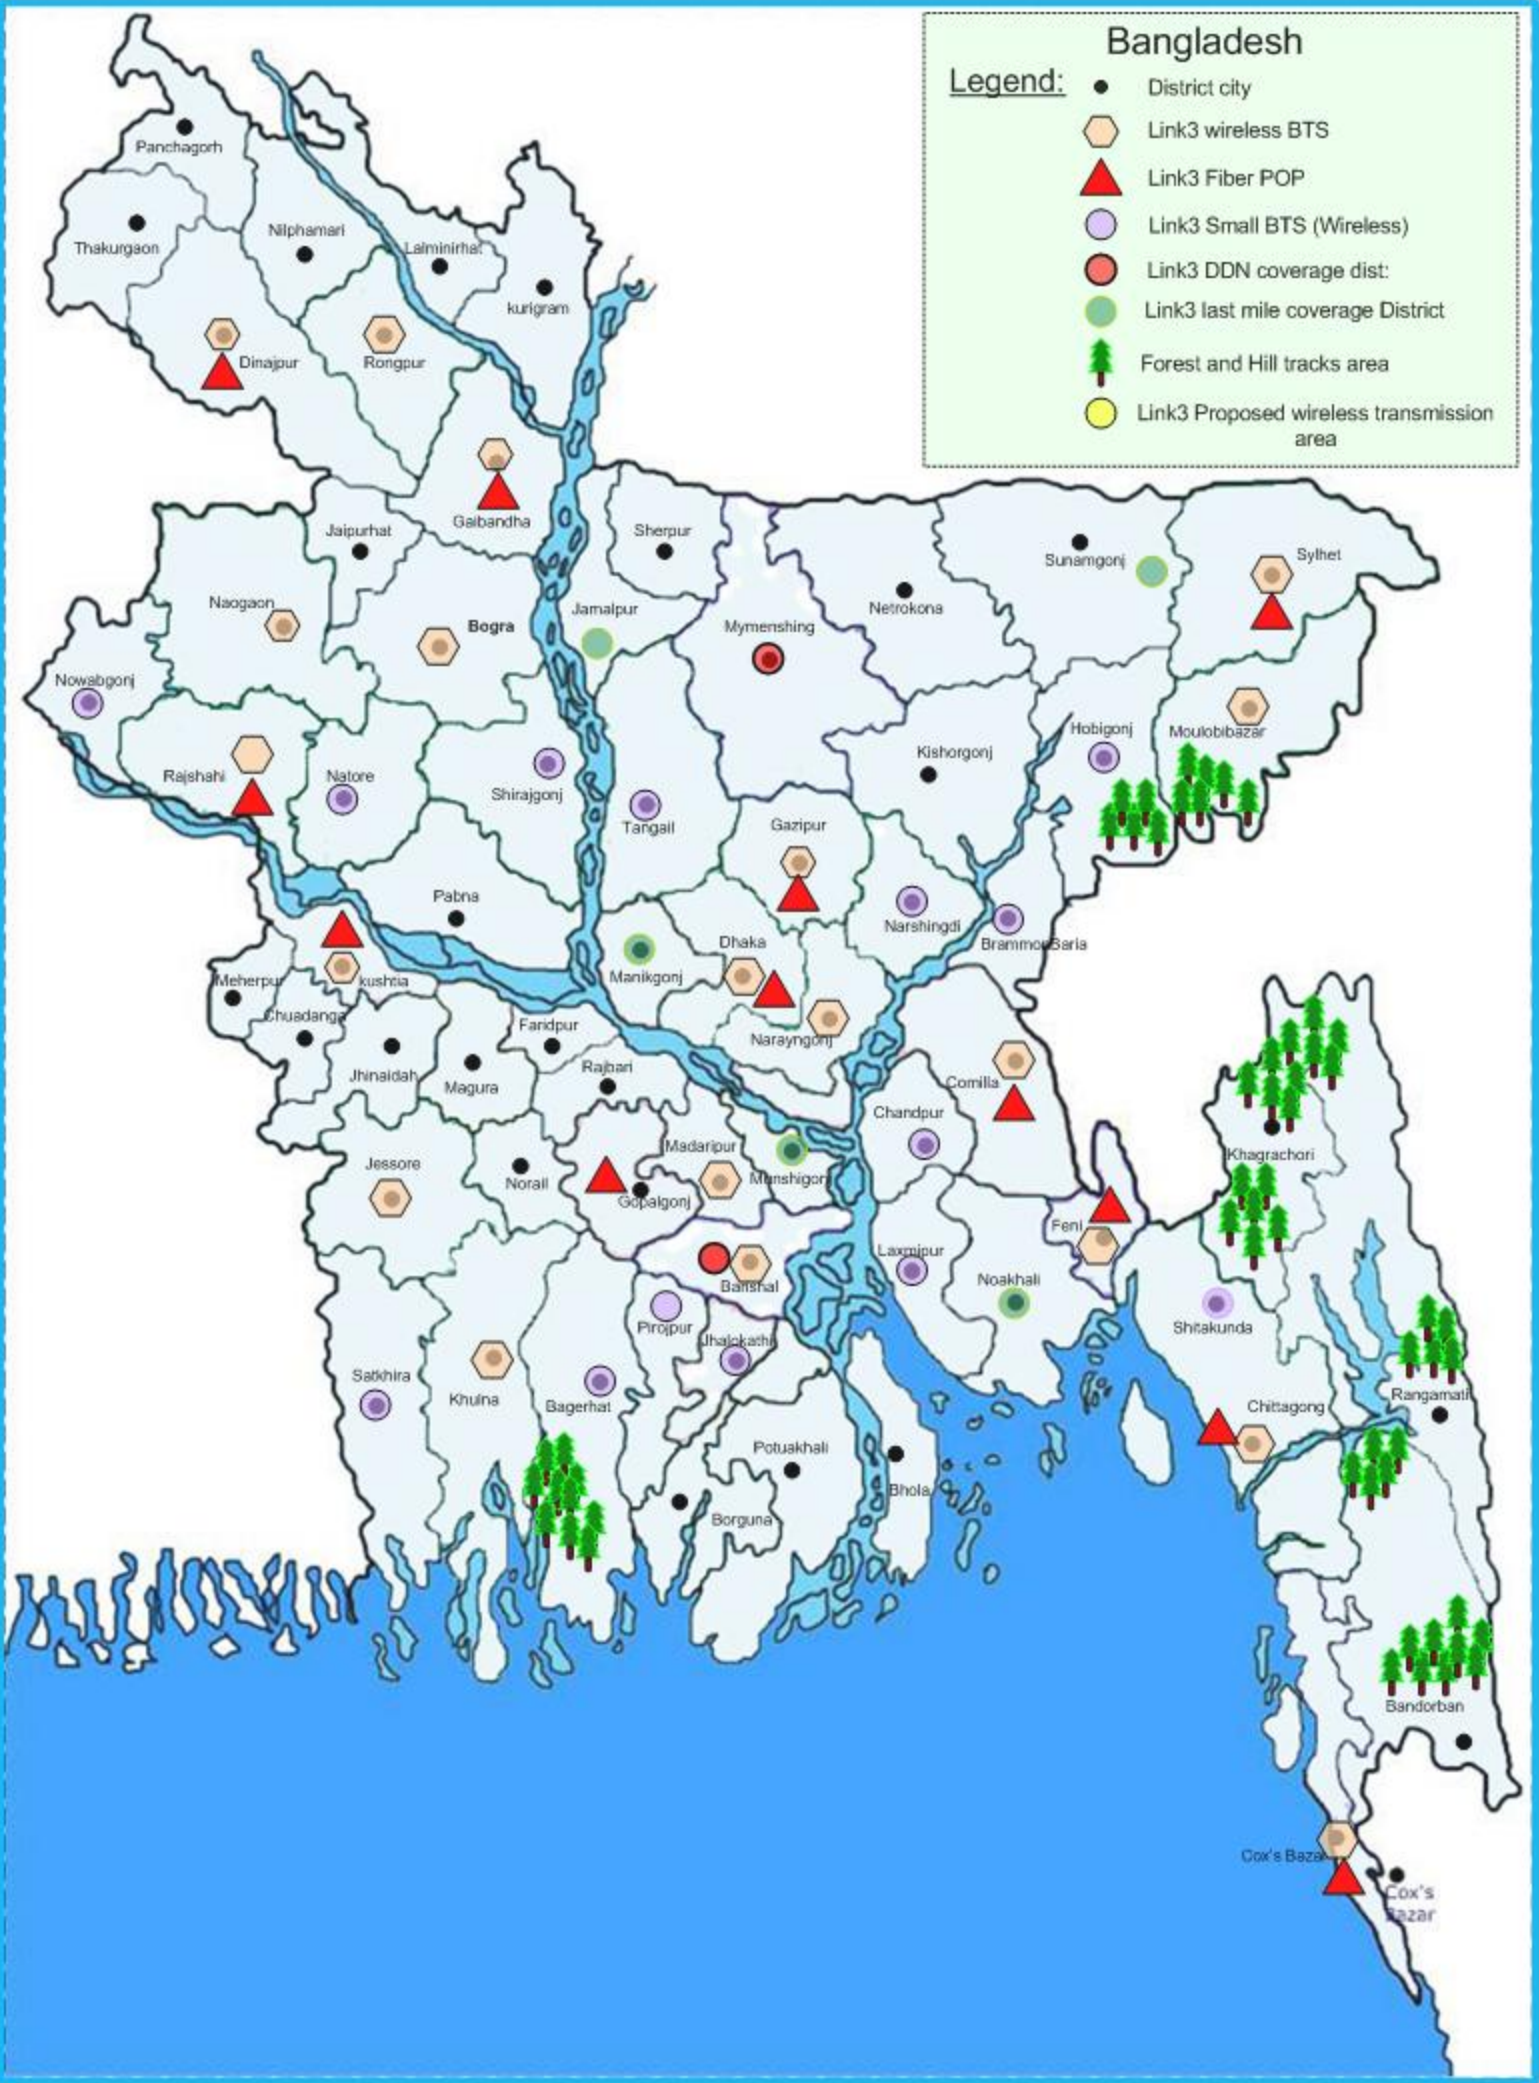 Bangladesh
Legend:
District city
Link3 wireless BTS
Link3 Fiber POP
Link3 Small BTS (Wireless)
Link3 DDN coverage dist:
Link3 last mile coverage District
Forest and Hill tracks area
Link3 Proposed wireless transmission
area
Panchagorh
Thakurgaon
Nilphamari
Lalminirhat
kurigram
Dinajpur
Rongpur
Gaibandha
Jaipurhat
Sherpur
Sunamgonj
Sylhet
Naogaon
Bogra
Jamalpur
Mymenshing
Netrokona
Nowabgonj
Rajshahi
Natore
Shirajgonj
Tangail
Gazipur
Kishorgonj
Hobigonj
Moulobibazar
Pabna
Narshingdi
BrammonBaria
Manikgonj
Dhaka
Meherpur
kushtia
Chuadanga
Jhinaidah
Magura
Faridpur
Rajbari
Narayngonj
Comilla
Chandpur
Jessore
Norail
Gopalgonj
Madaripur
Munshigonj
Khagrachori
Feni
Laxmipur
Noakhali
Barishal
Pirojpur
Jhalokathi
Shitakunda
Satkhira
Khulna
Bagerhat
Rangamati
Chittagong
Potuakhali
Bhola
Borguna
Bandorban
Cox's Bazar
Cox's
Bazar